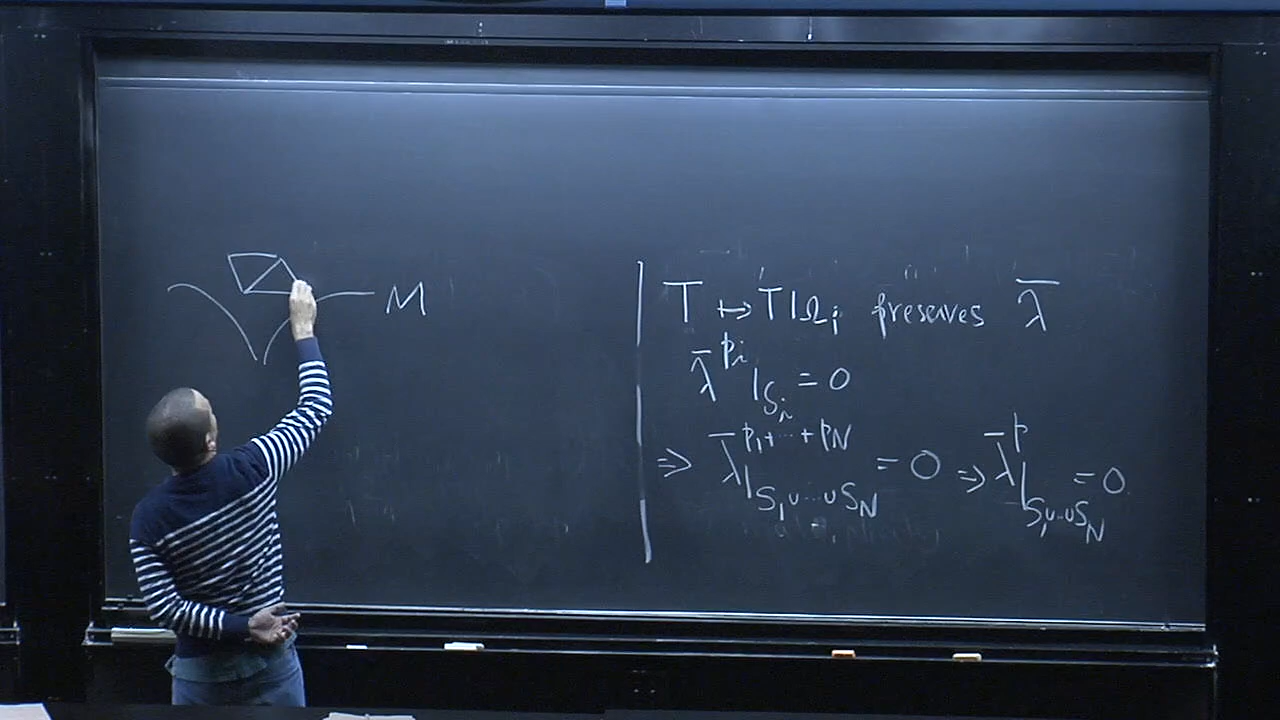 M
T ↦ T|Ω_i preserves λ̄
λ̄^{p_i}|_{S_i} = 0
⇒ λ̄^{p_1+⋯+p_N}|_{S_1∪⋯∪S_N} = 0 ⇒ λ̄^p|_{S_1∪⋯∪S_N} = 0